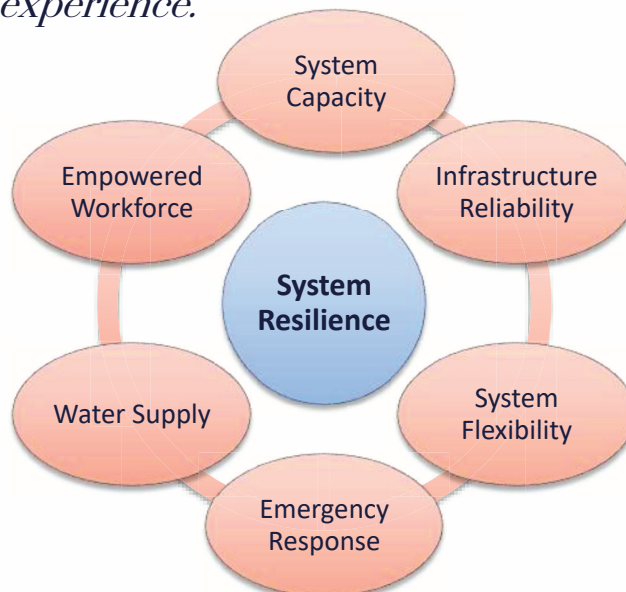 experience.
System
Capacity
Infrastructure
Reliability
System
Flexibility
Emergency
Response
Water Supply
Empowered
Workforce
System
Resilience